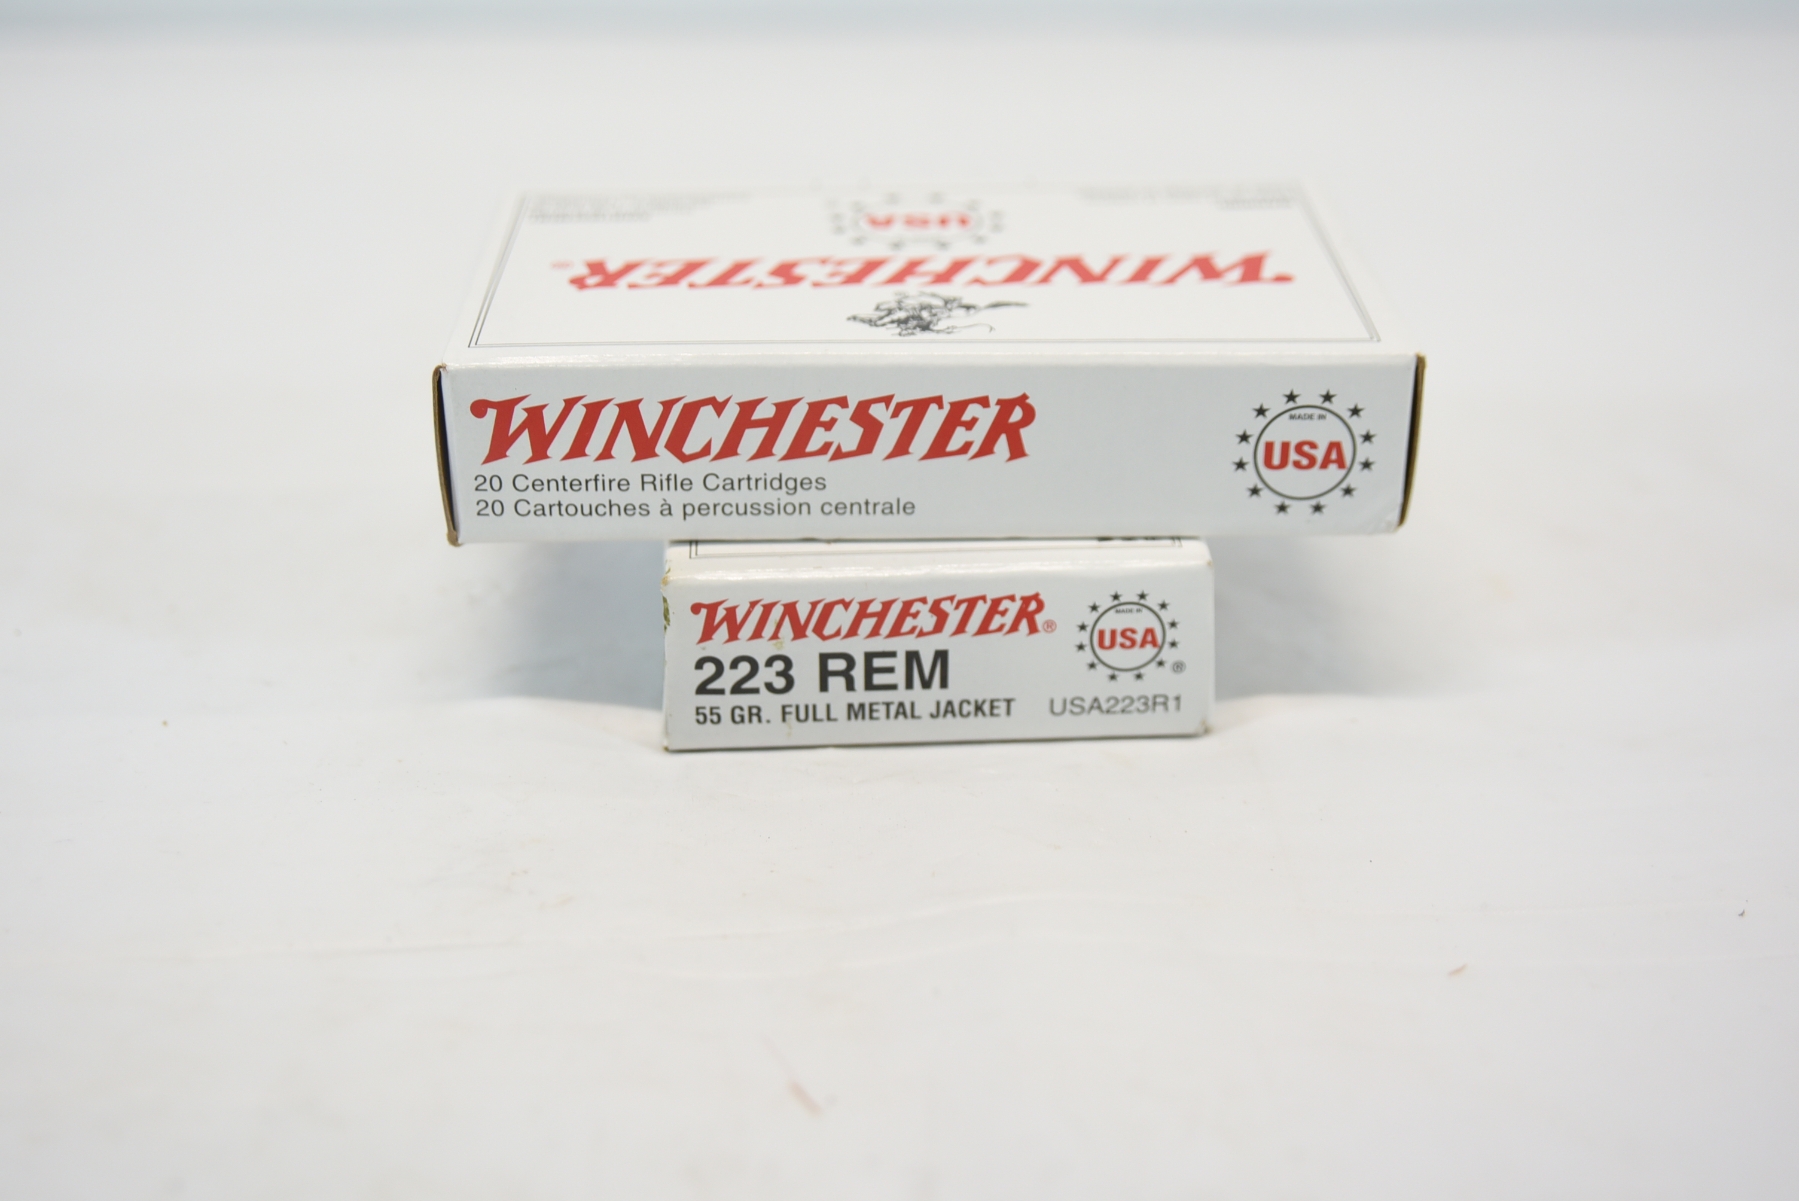 USA
WINCHESTER®
WINCHESTER
20 Centerfire Rifle Cartridges
20 Cartouches à percussion centrale
MADE IN
USA
WINCHESTER®
223 REM
55 GR. FULL METAL JACKET
MADE IN
USA
®
USA223R1